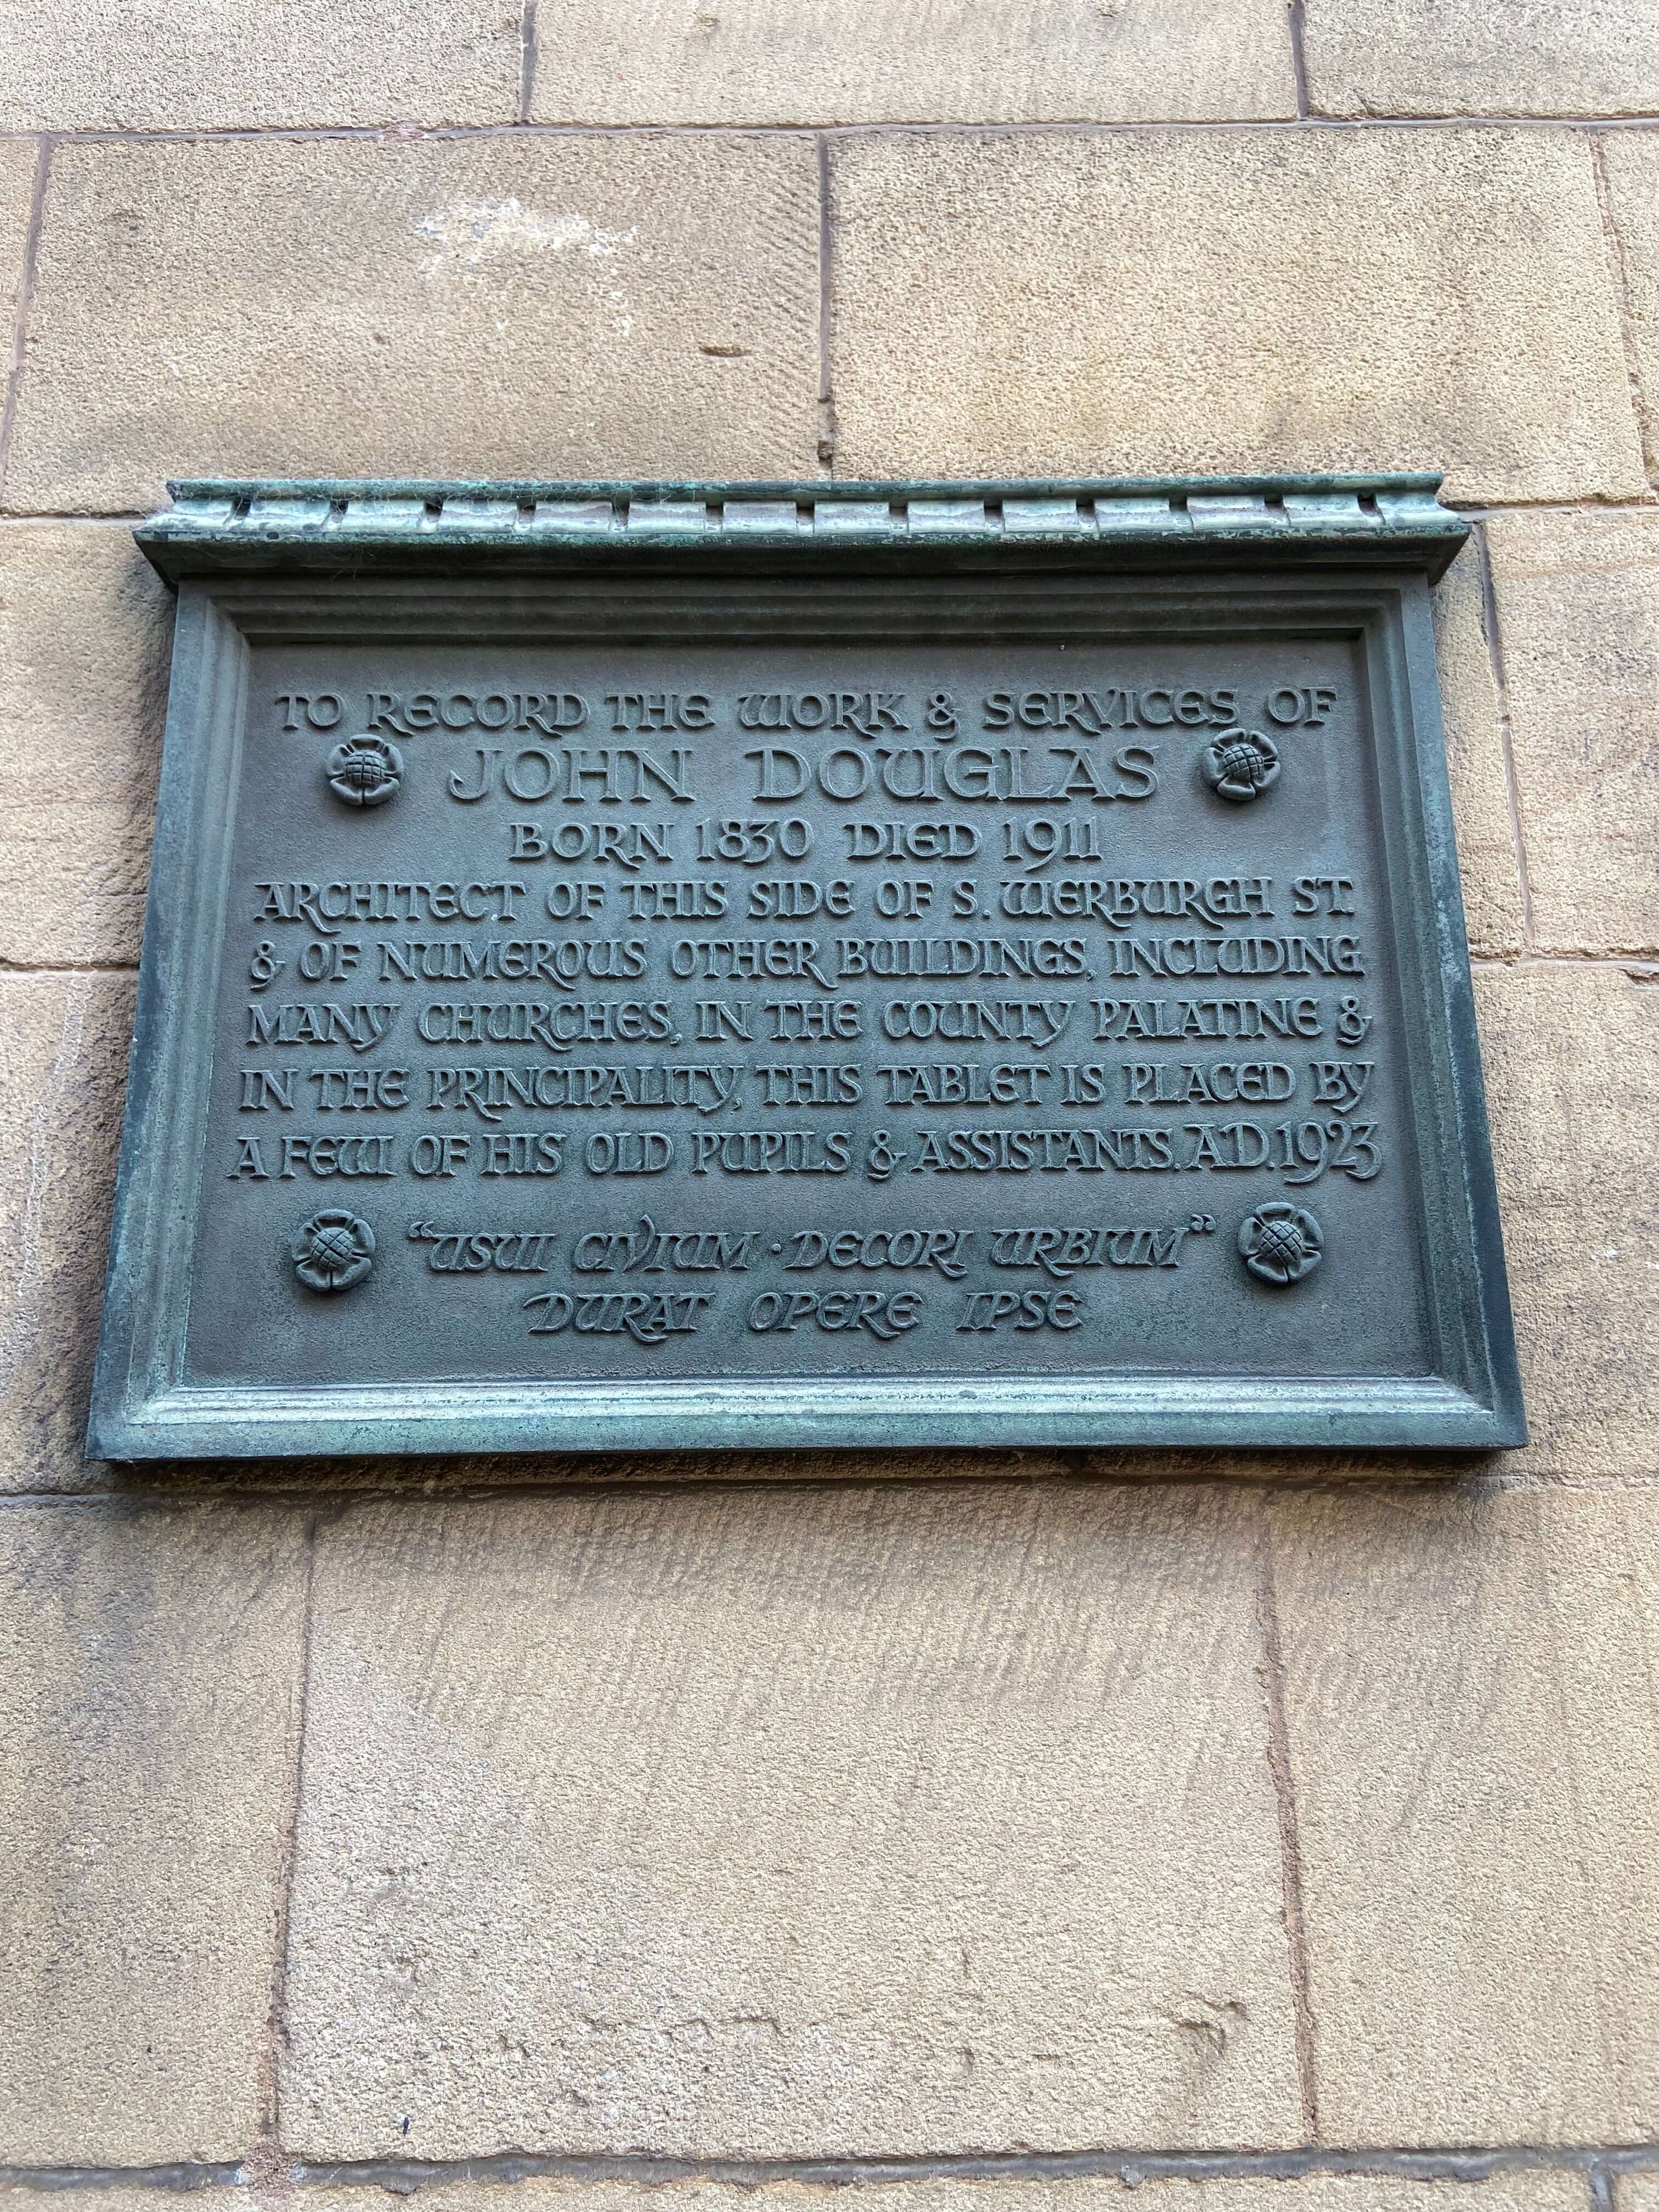 TO RECORD THE WORK & SERVICES OF
JOHN DOUGLAS
BORN 1830 DIED 1911
ARCHITECT OF THIS SIDE OF S. WERBURGH ST.
& OF NUMEROUS OTHER BUILDINGS, INCLUDING
MANY CHURCHES, IN THE COUNTY PALATINE &
IN THE PRINCIPALITY, THIS TABLET IS PLACED BY
A FEW OF HIS OLD PUPILS & ASSISTANTS. A.D. 1923
"USUI CIVIUM · DECORI URBIUM"
DURAT OPERE IPSE